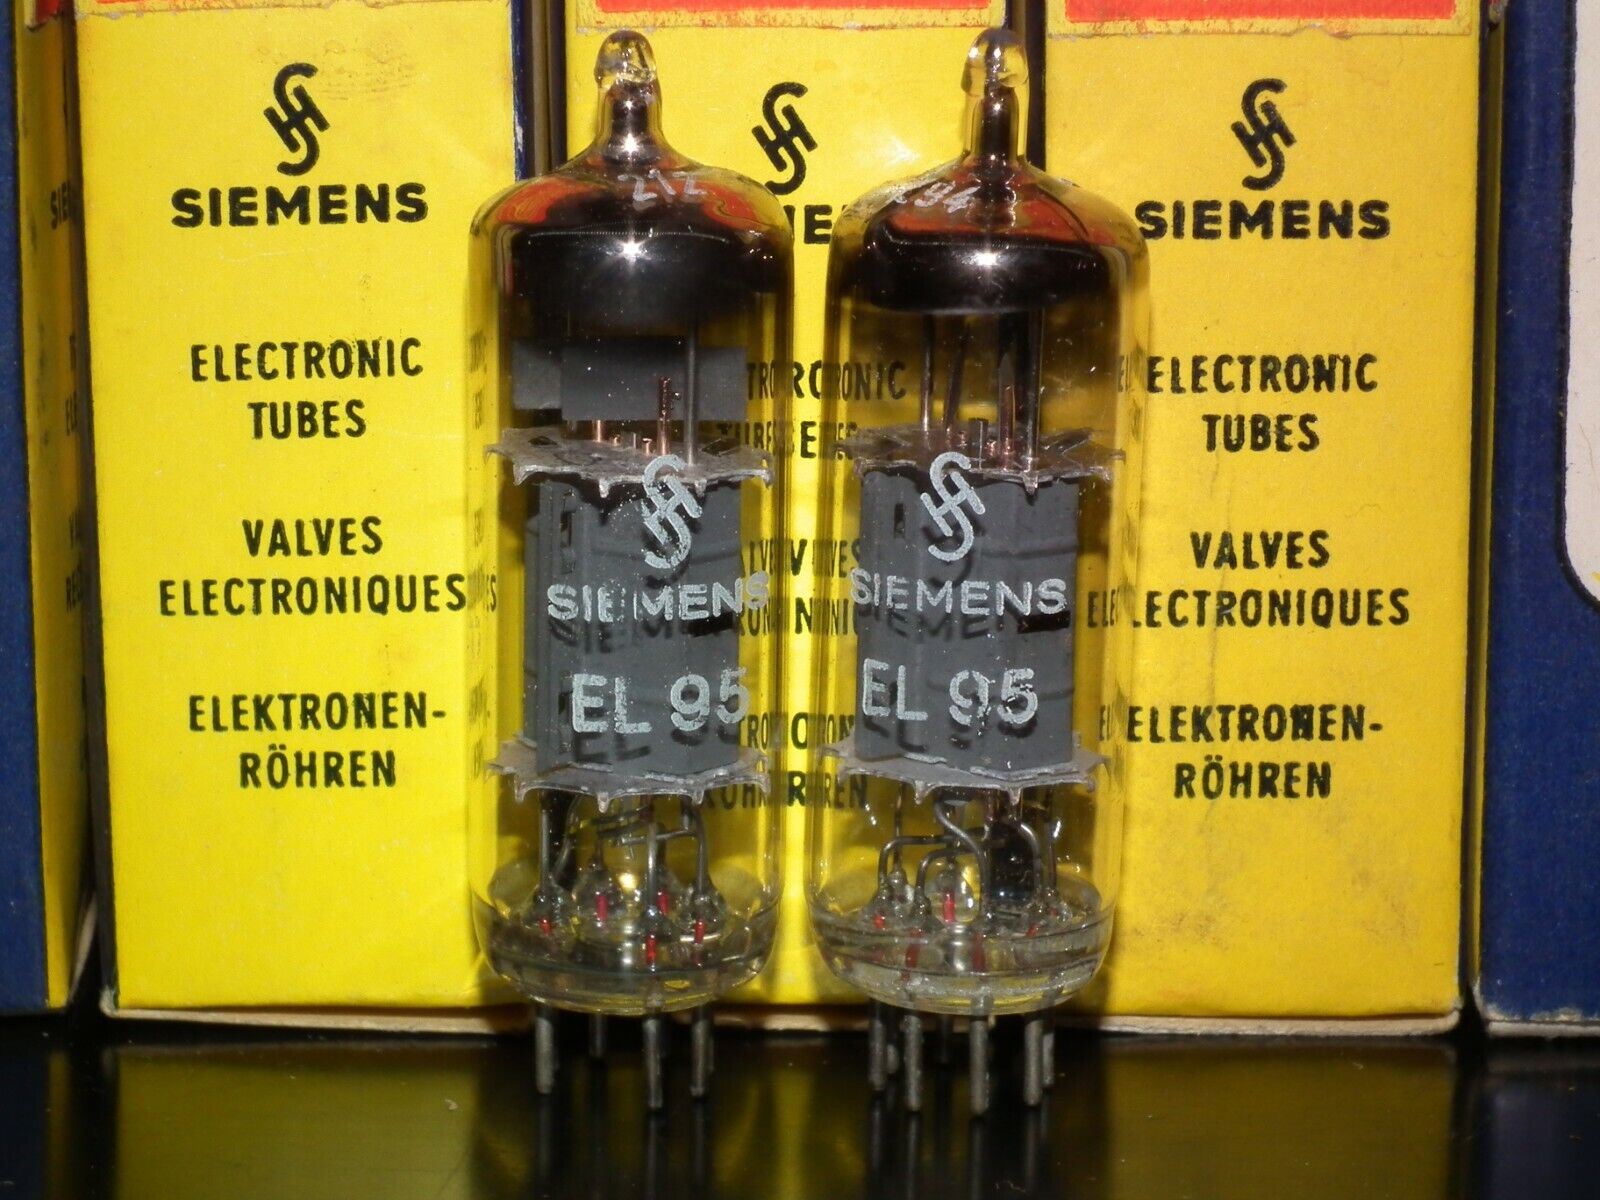 SIEMENS
ELECTRONIC
TUBES
VALVES
ELECTRONIQUES
ELEKTRONEN-
RÖHREN
212
SIEMENS
EL 95
SIEMENS
EL 95
SIEMENS
ELECTRONIC
TUBES
VALVES
ELECTRONIQUES
ELEKTRONEN-
RÖHREN